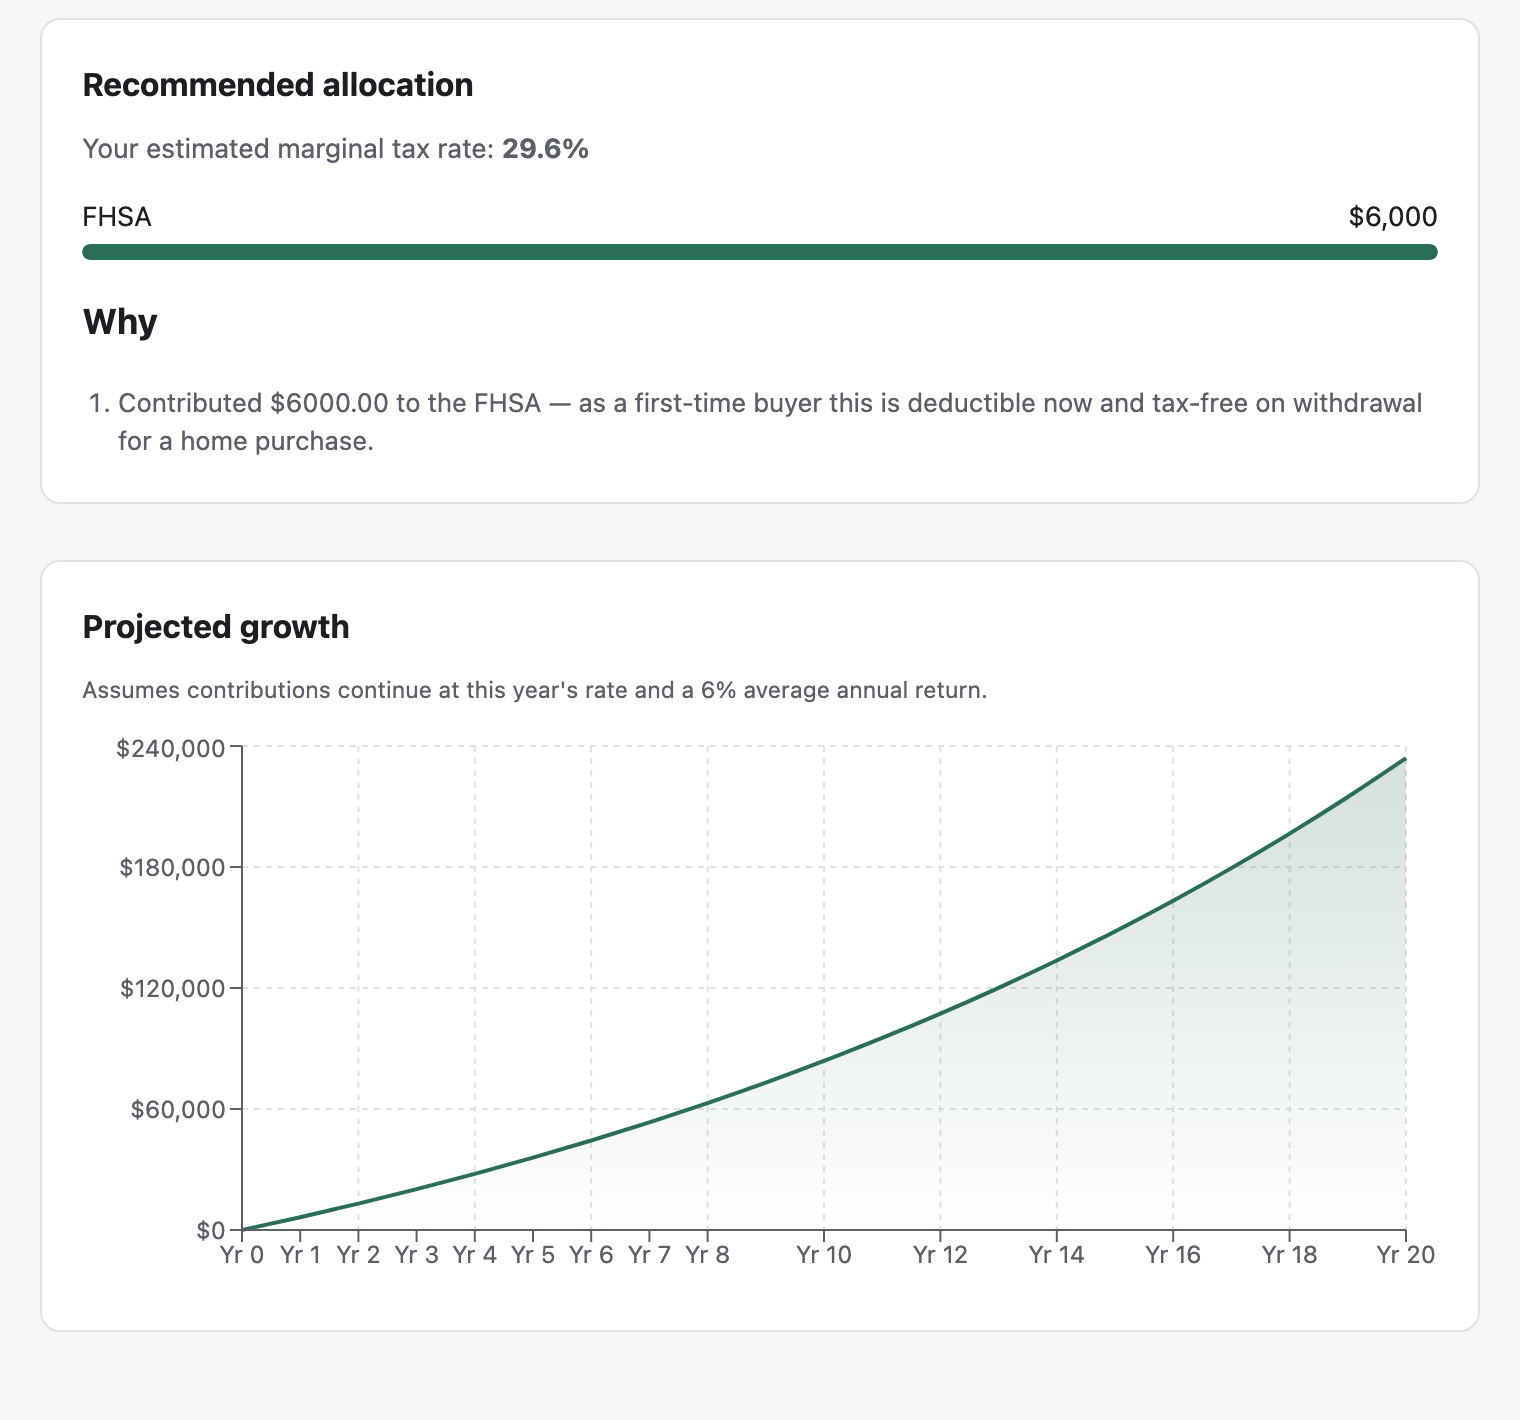 Recommended allocation
Your estimated marginal tax rate: 29.6%
FHSA $6,000
Why
1. Contributed $6000.00 to the FHSA — as a first-time buyer this is deductible now and tax-free on withdrawal
for a home purchase.
Projected growth
Assumes contributions continue at this year's rate and a 6% average annual return.
$240,000
$180,000
$120,000
$60,000
$0
Yr 0 Yr 1 Yr 2 Yr 3 Yr 4 Yr 5 Yr 6 Yr 7 Yr 8 Yr 10 Yr 12 Yr 14 Yr 16 Yr 18 Yr 20